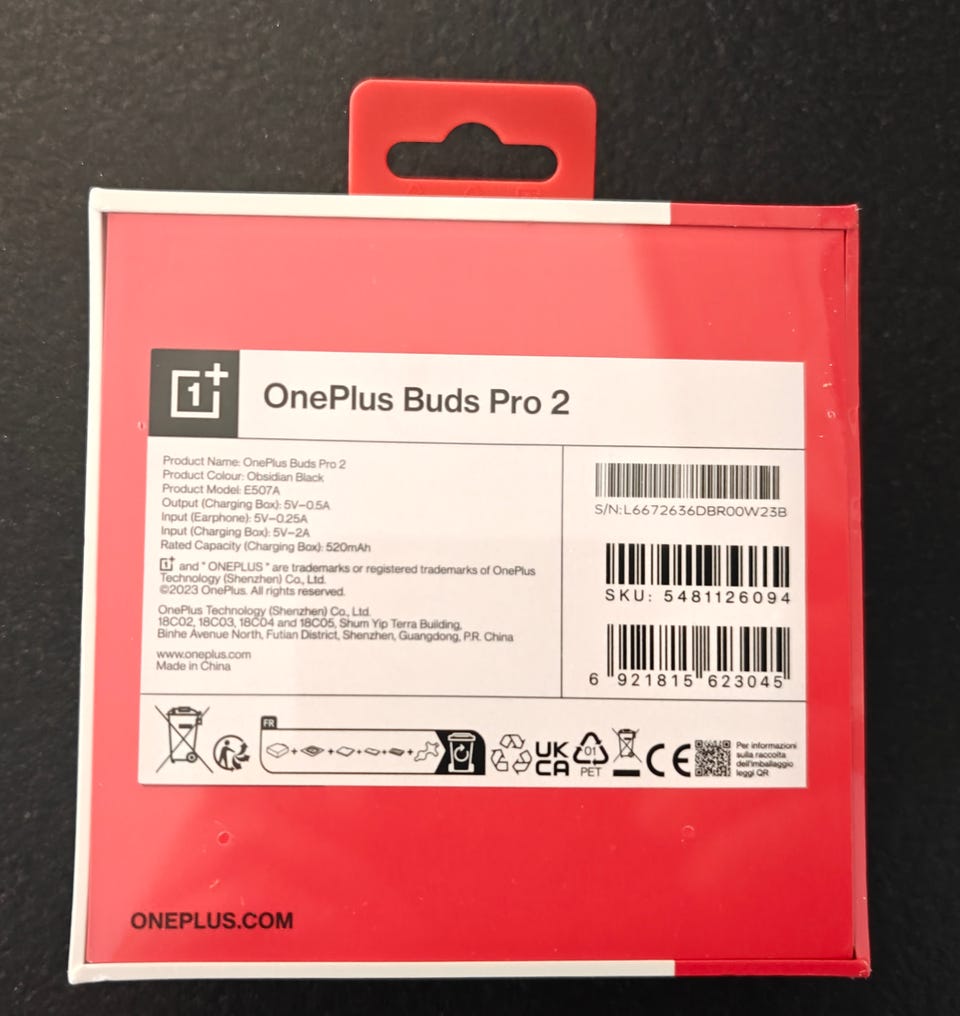 1+
OnePlus Buds Pro 2
Product Name: OnePlus Buds Pro 2
Product Colour: Obsidian Black
Product Model: E507A
Output (Charging Box): 5V⎓0.5A
Input (Earphone): 5V⎓0.25A
Input (Charging Box): 5V⎓2A
Rated Capacity (Charging Box): 520mAh
1+ and " ONEPLUS " are trademarks or registered trademarks of OnePlus
Technology (Shenzhen) Co., Ltd.
©2023 OnePlus. All rights reserved.
OnePlus Technology (Shenzhen) Co., Ltd.
18C02, 18C03, 18C04 and 18C05, Shum Yip Terra Building,
Binhe Avenue North, Futian District, Shenzhen, Guangdong, P.R. China
www.oneplus.com
Made in China
S/N:L6672636DBR00W23B
SKU: 5481126094
6 921815 623045
FR
UK
CA
01
PET
CE
Per informazioni
sulla raccolta
dell'imballaggio
leggi QR
ONEPLUS.COM